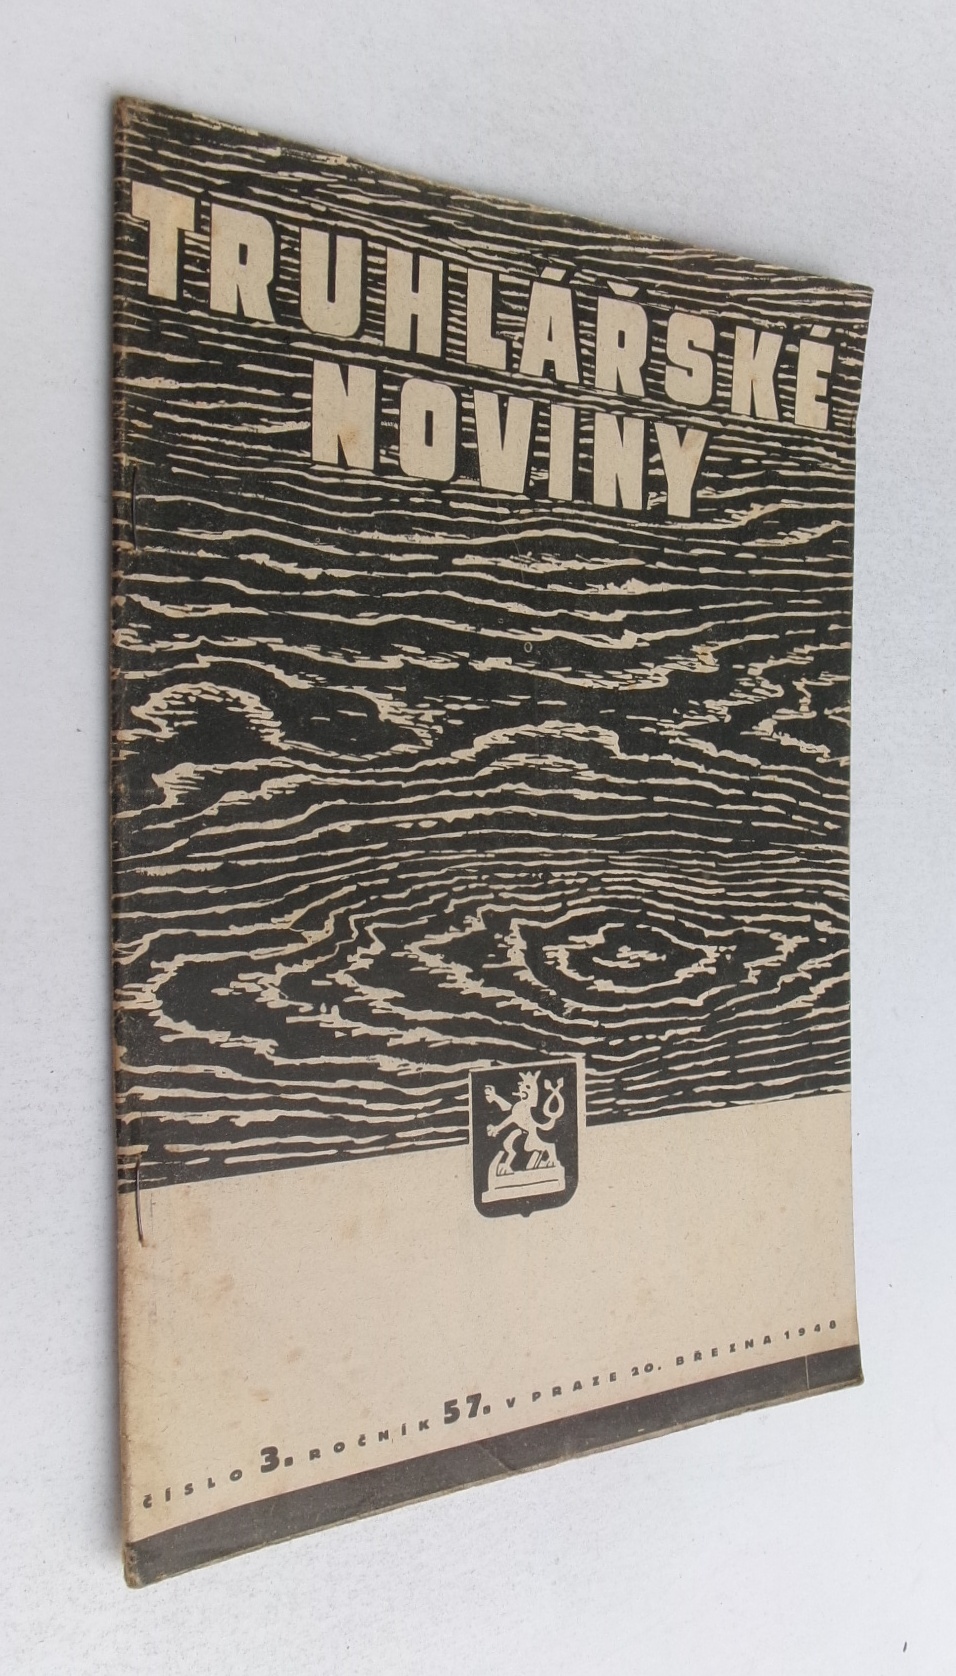 TRUHLÁŘSKÉ
NOVINY
ČÍSLO 3. ROČNÍK 57. V PRAZE 20. BŘEZNA 1948